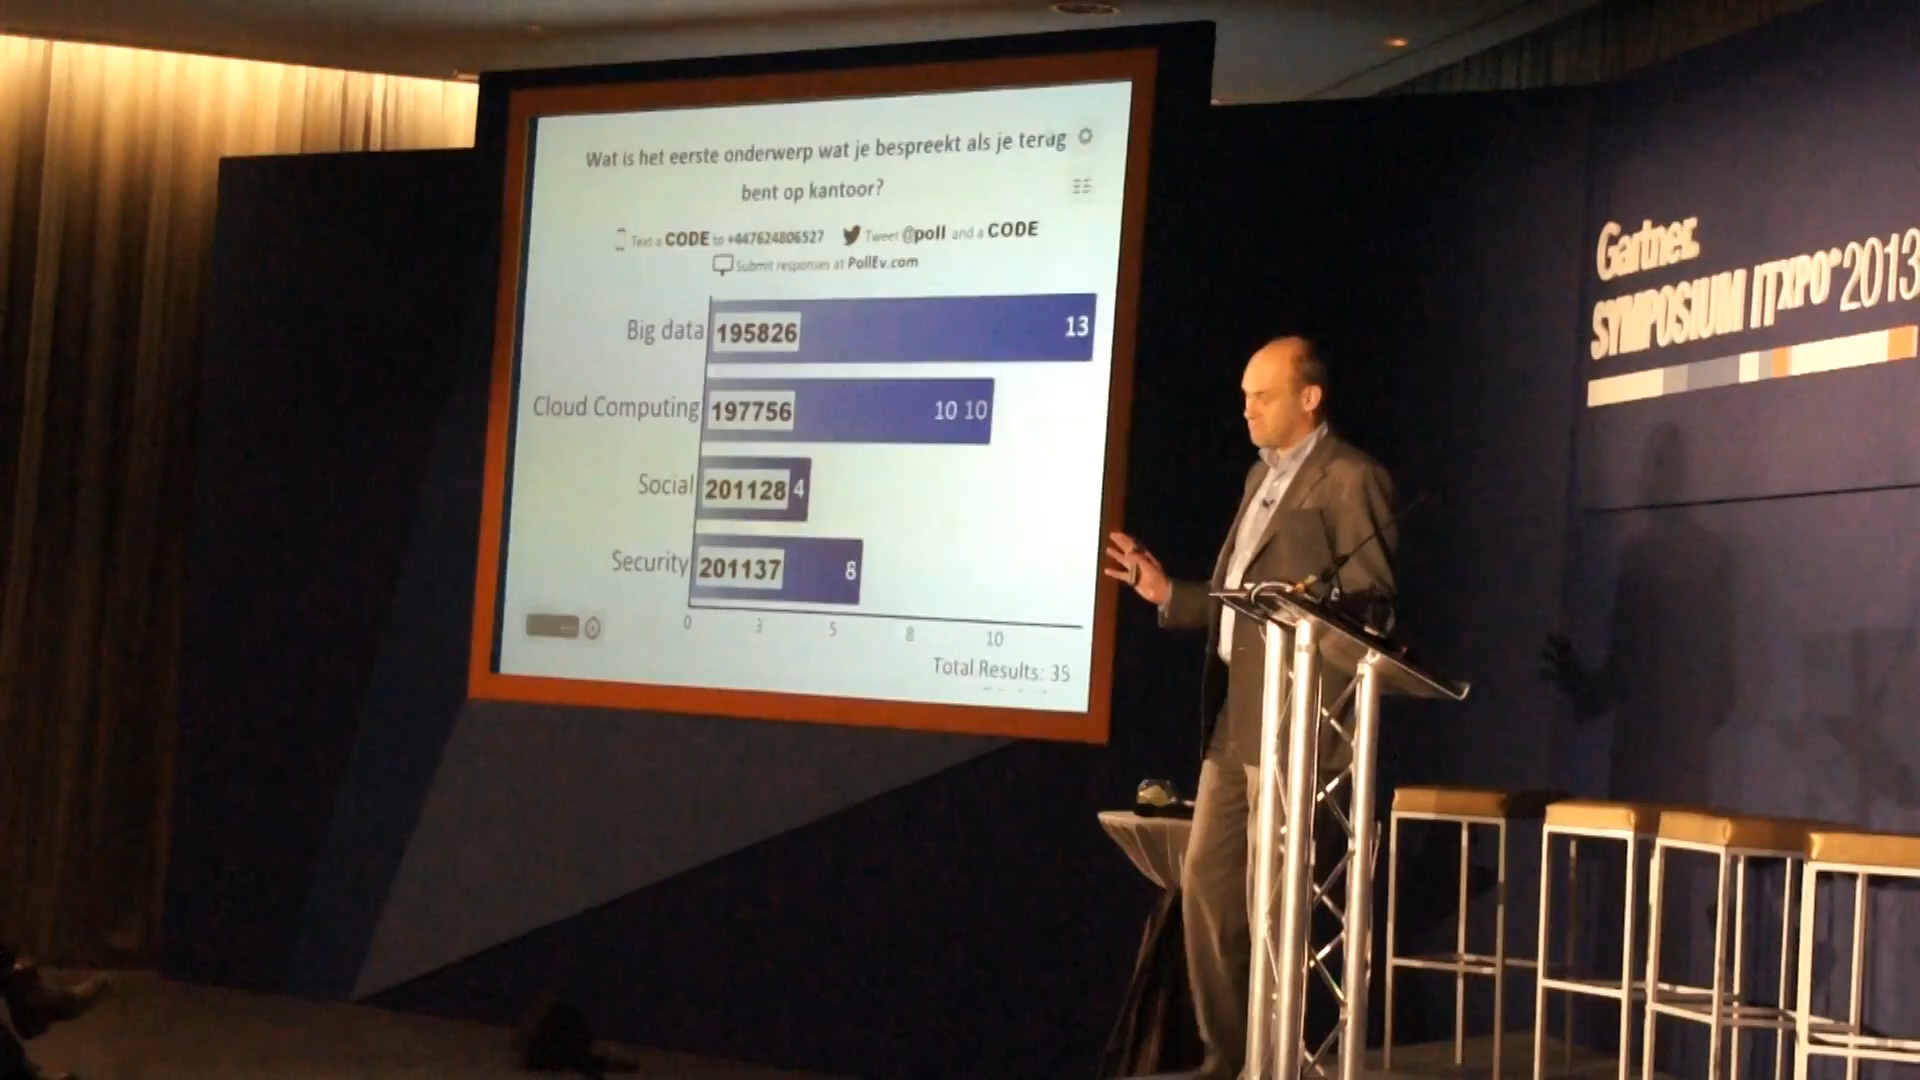 Wat is het eerste onderwerp wat je bespreekt als je terug
bent op kantoor?
Text a CODE to +447624806527 Tweet @poll and a CODE
Submit responses at PollEv.com
Big data 195826 13
Cloud Computing 197756 10 10
Social 201128 4
Security 201137 8
0 3 5 8 10
Total Results: 35
Gartner
SYMPOSIUM ITXPO® 2013